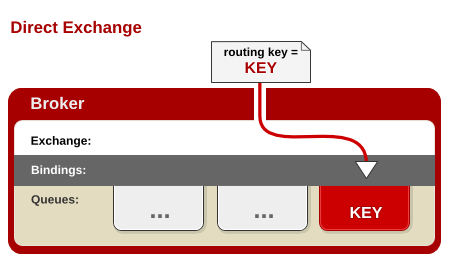 Direct Exchange
routing key =
KEY
Broker
Exchange:
Bindings:
Queues:
...
...
KEY